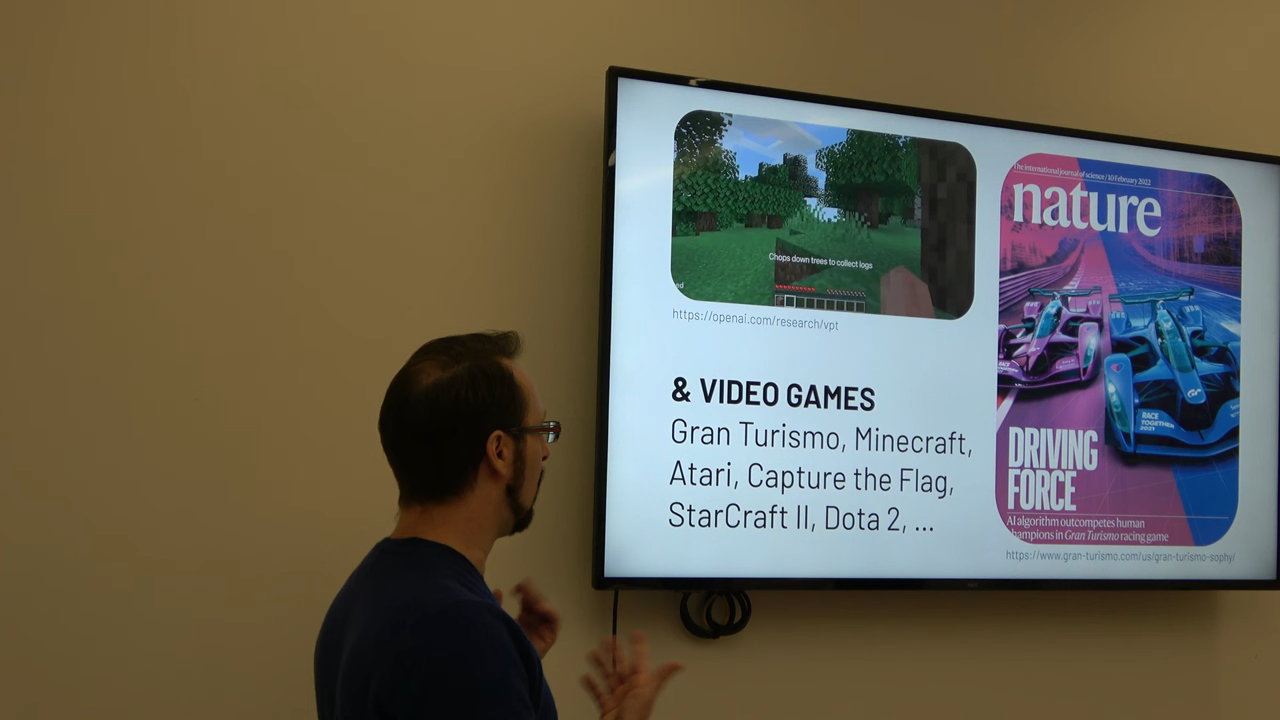 Chops down trees to collect logs
https://openai.com/research/vpt
& VIDEO GAMES
Gran Turismo, Minecraft,
Atari, Capture the Flag,
StarCraft II, Dota 2, ...
The international journal of science / 10 February 2022
nature
RACE
TOGETHER
2021
DRIVING
FORCE
AI algorithm outcompetes human
champions in Gran Turismo racing game
https://www.gran-turismo.com/us/gran-turismo-sophy/